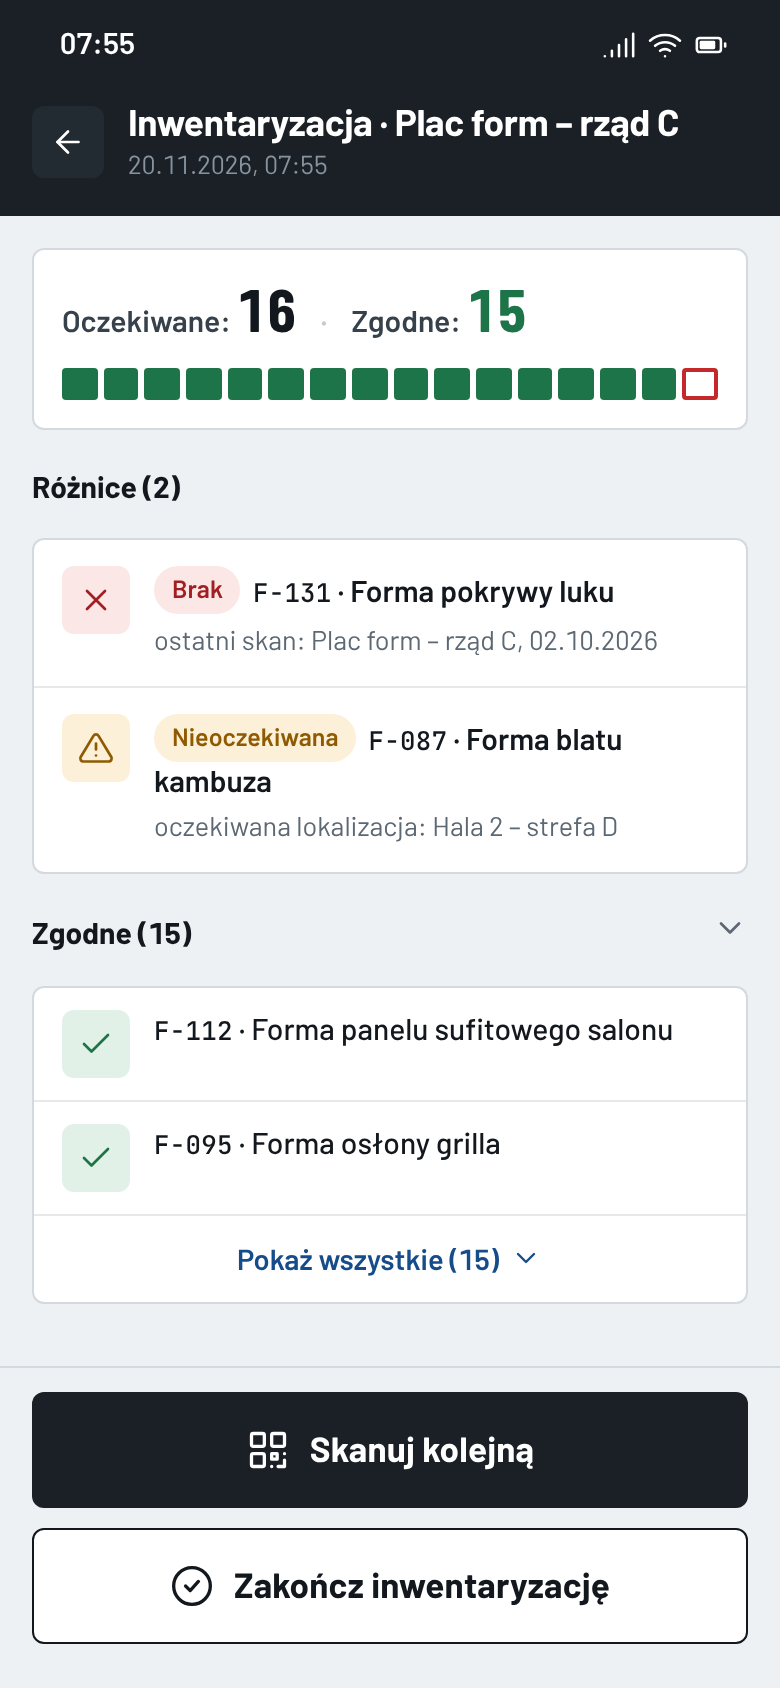 07:55
Inwentaryzacja · Plac form – rząd C
20.11.2026, 07:55
Oczekiwane: 16 · Zgodne: 15
Różnice (2)
Brak F-131 · Forma pokrywy luku
ostatni skan: Plac form – rząd C, 02.10.2026
Nieoczekiwana F-087 · Forma blatu
kambuza
oczekiwana lokalizacja: Hala 2 – strefa D
Zgodne (15)
F-112 · Forma panelu sufitowego salonu
F-095 · Forma osłony grilla
Pokaż wszystkie (15)
Skanuj kolejną
Zakończ inwentaryzację